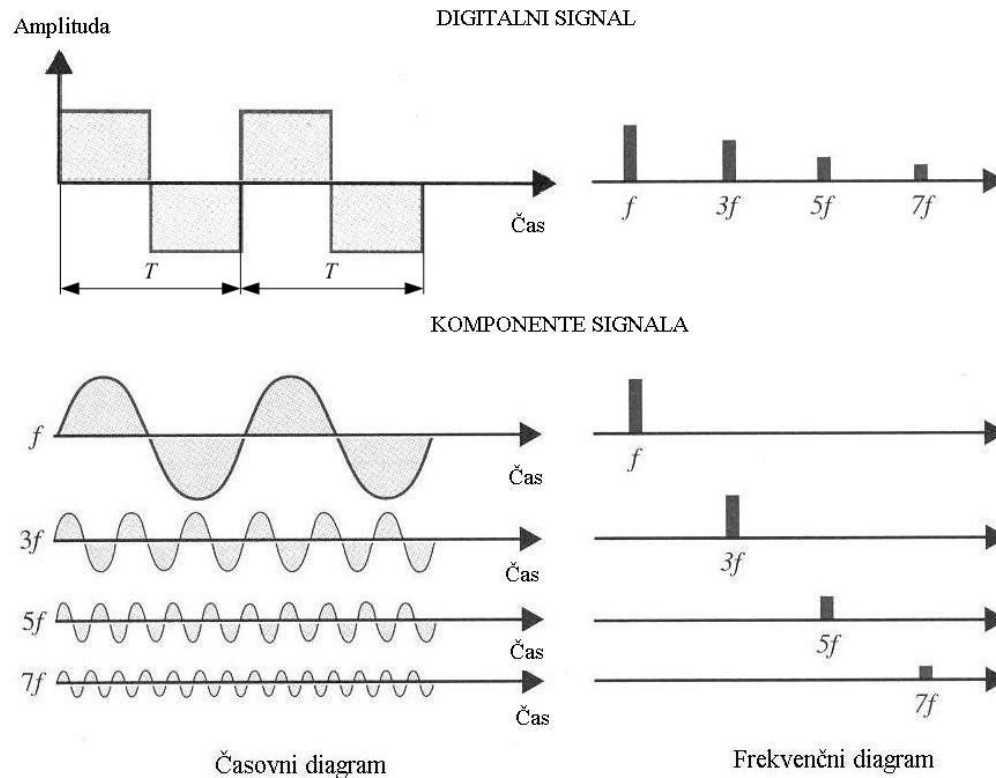 DIGITALNI SIGNAL
Amplituda
Čas
f 3f 5f 7f
T T
KOMPONENTE SIGNALA
f
Čas
f
3f
Čas
3f
5f
Čas
5f
7f
Čas
7f
Časovni diagram
Frekvenčni diagram